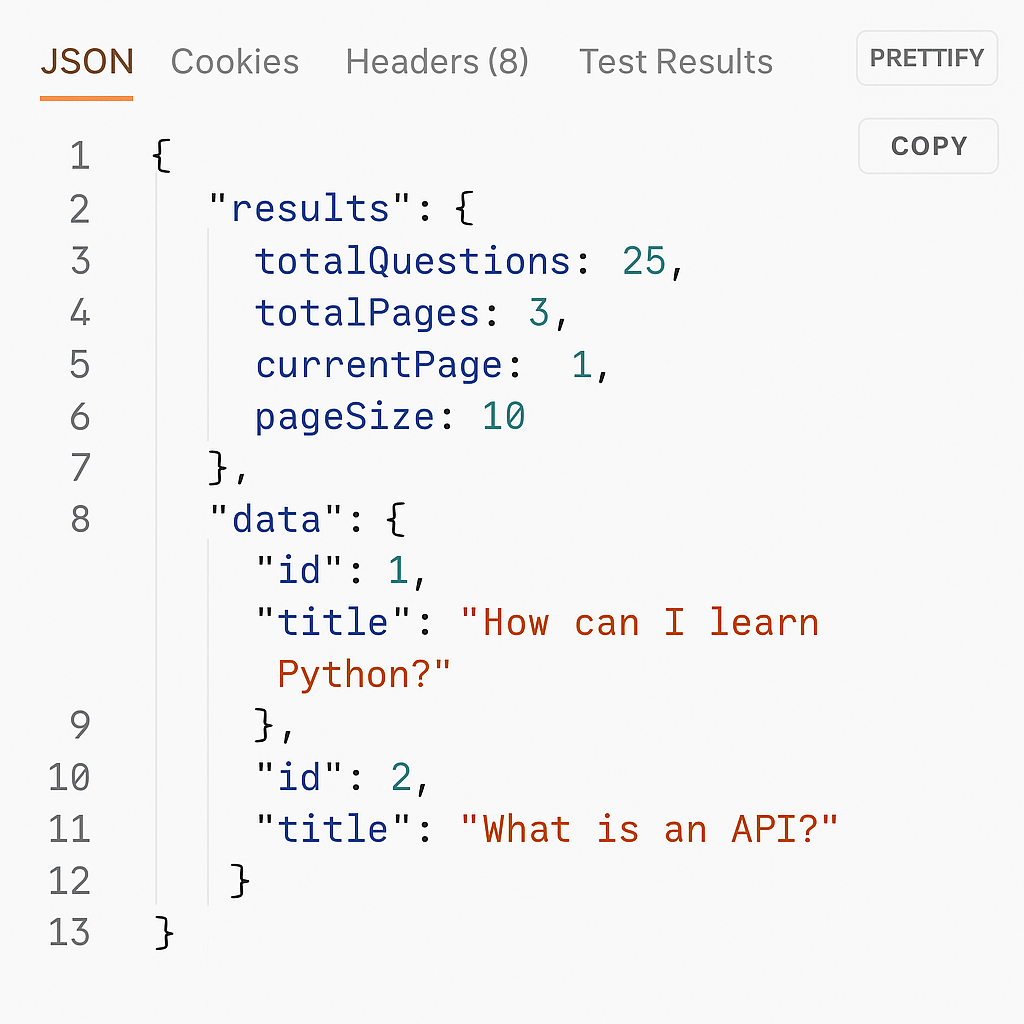 JSON Cookies Headers (8) Test Results PRETTIFY
COPY
1 {
2 "results": {
3 totalQuestions: 25,
4 totalPages: 3,
5 currentPage: 1,
6 pageSize: 10
7 },
8 "data": {
"id": 1,
"title": "How can I learn
Python?"
9 },
10 "id": 2,
11 "title": "What is an API?"
12 }
13 }